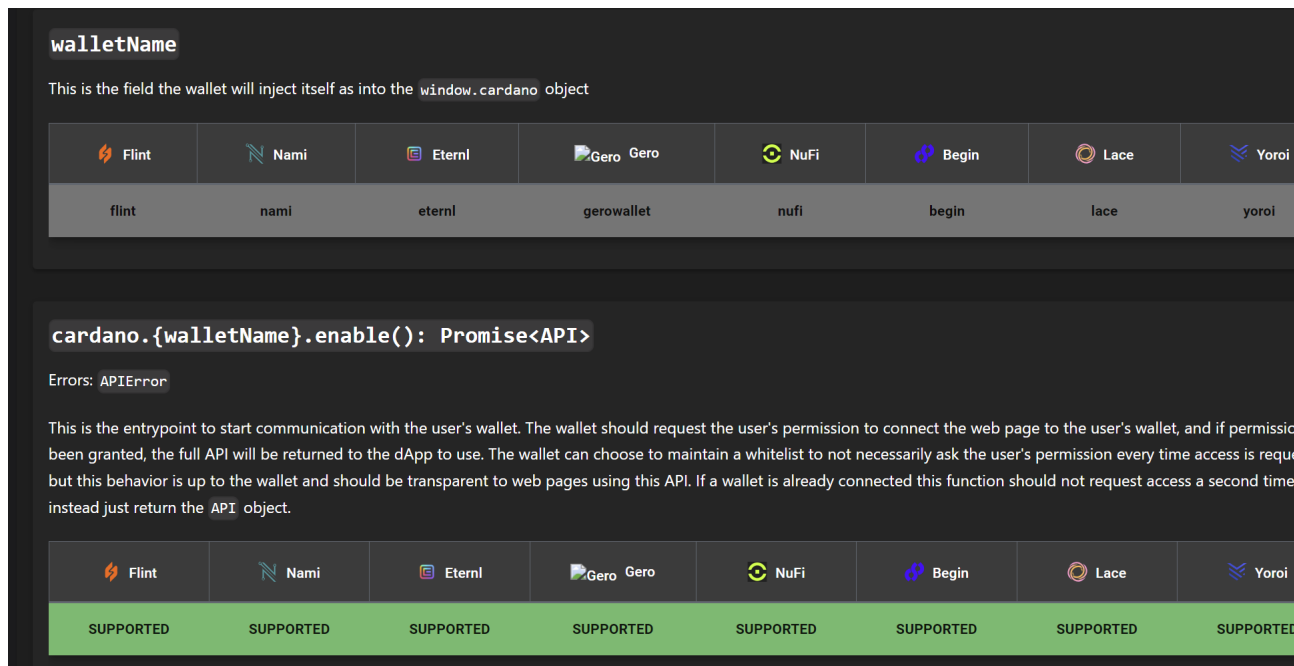 walletName
This is the field the wallet will inject itself as into the window.cardano object
Flint Nami Eternl Gero Gero NuFi Begin Lace Yoroi
flint nami eternl gerowallet nufi begin lace yoroi
cardano.{walletName}.enable(): Promise<API>
Errors: APIError
This is the entrypoint to start communication with the user's wallet. The wallet should request the user's permission to connect the web page to the user's wallet, and if
been granted, the full API will be returned to the dApp to use. The wallet can choose to maintain a whitelist to not necessarily ask the user's permission every time access is
but this behavior is up to the wallet and should be transparent to web pages using this API. If a wallet is already connected this function should not request access a second time
instead just return the API object.
Flint Nami Eternl Gero Gero NuFi Begin Lace Yoroi
SUPPORTED SUPPORTED SUPPORTED SUPPORTED SUPPORTED SUPPORTED SUPPORTED SUPPORTED